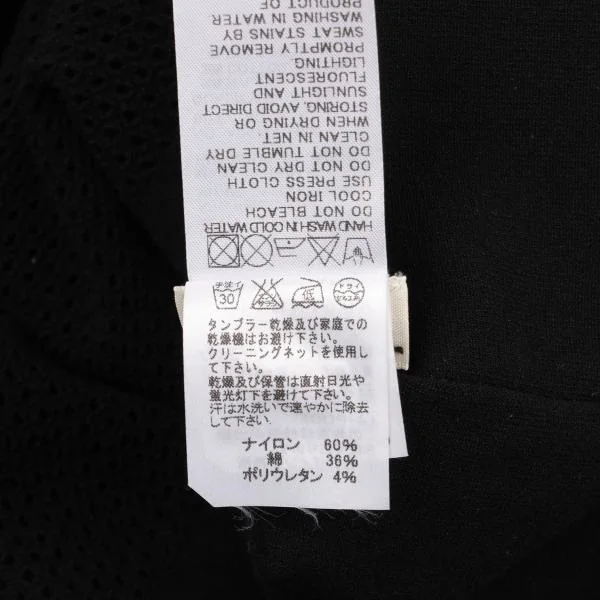 HAND WASH IN COLD WATER
DO NOT BLEACH
COOL IRON
USE PRESS CLOTH
DO NOT DRY CLEAN
DO NOT TUMBLE DRY
CLEAN IN NET
WHEN DRYING OR
STORING, AVOID DIRECT
SUNLIGHT AND
FLUORESCENT
LIGHTING.
PROMPTLY REMOVE
SWEAT STAINS BY
WASHING IN WATER
PRODUCT OF
手洗イ
30
低
ドライ
タンブラー乾燥及び家庭での
乾燥機はお避け下さい。
クリーニングネットを使用し
て下さい。
乾燥及び保管は直射日光や
蛍光灯下を避けて下さい。
汗は水洗いで速やかに除去
して下さい。
ナイロン 60%
綿 36%
ポリウレタン 4%